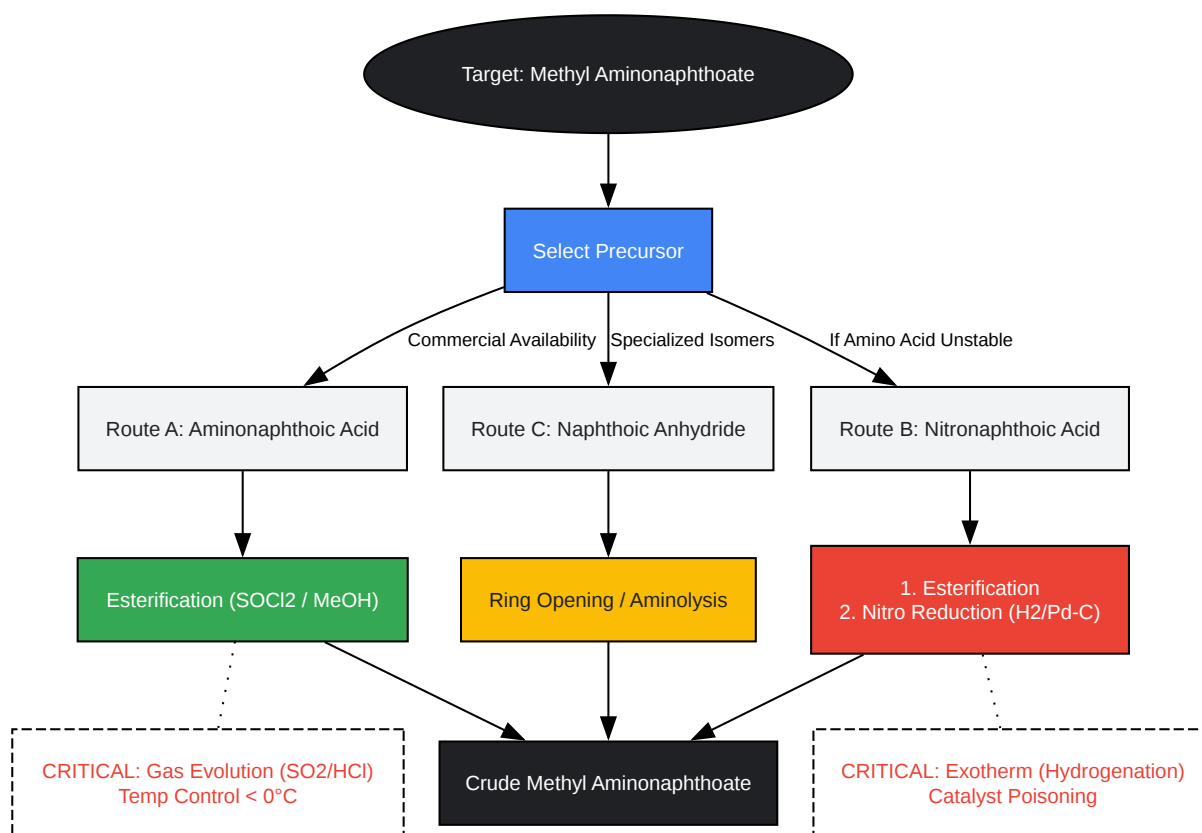 Target: Methyl Aminonaphthoate
Select Precursor
Commercial Availability
Specialized Isomers
If Amino Acid Unstable
Route A: Aminonaphthoic Acid
Route C: Naphthoic Anhydride
Route B: Nitronaphthoic Acid
Esterification (SOCl2 / MeOH)
Ring Opening / Aminolysis
1. Esterification
2. Nitro Reduction (H2/Pd-C)
CRITICAL: Gas Evolution (SO2/HCl)
Temp Control < 0°C
Crude Methyl Aminonaphthoate
CRITICAL: Exotherm (Hydrogenation)
Catalyst Poisoning